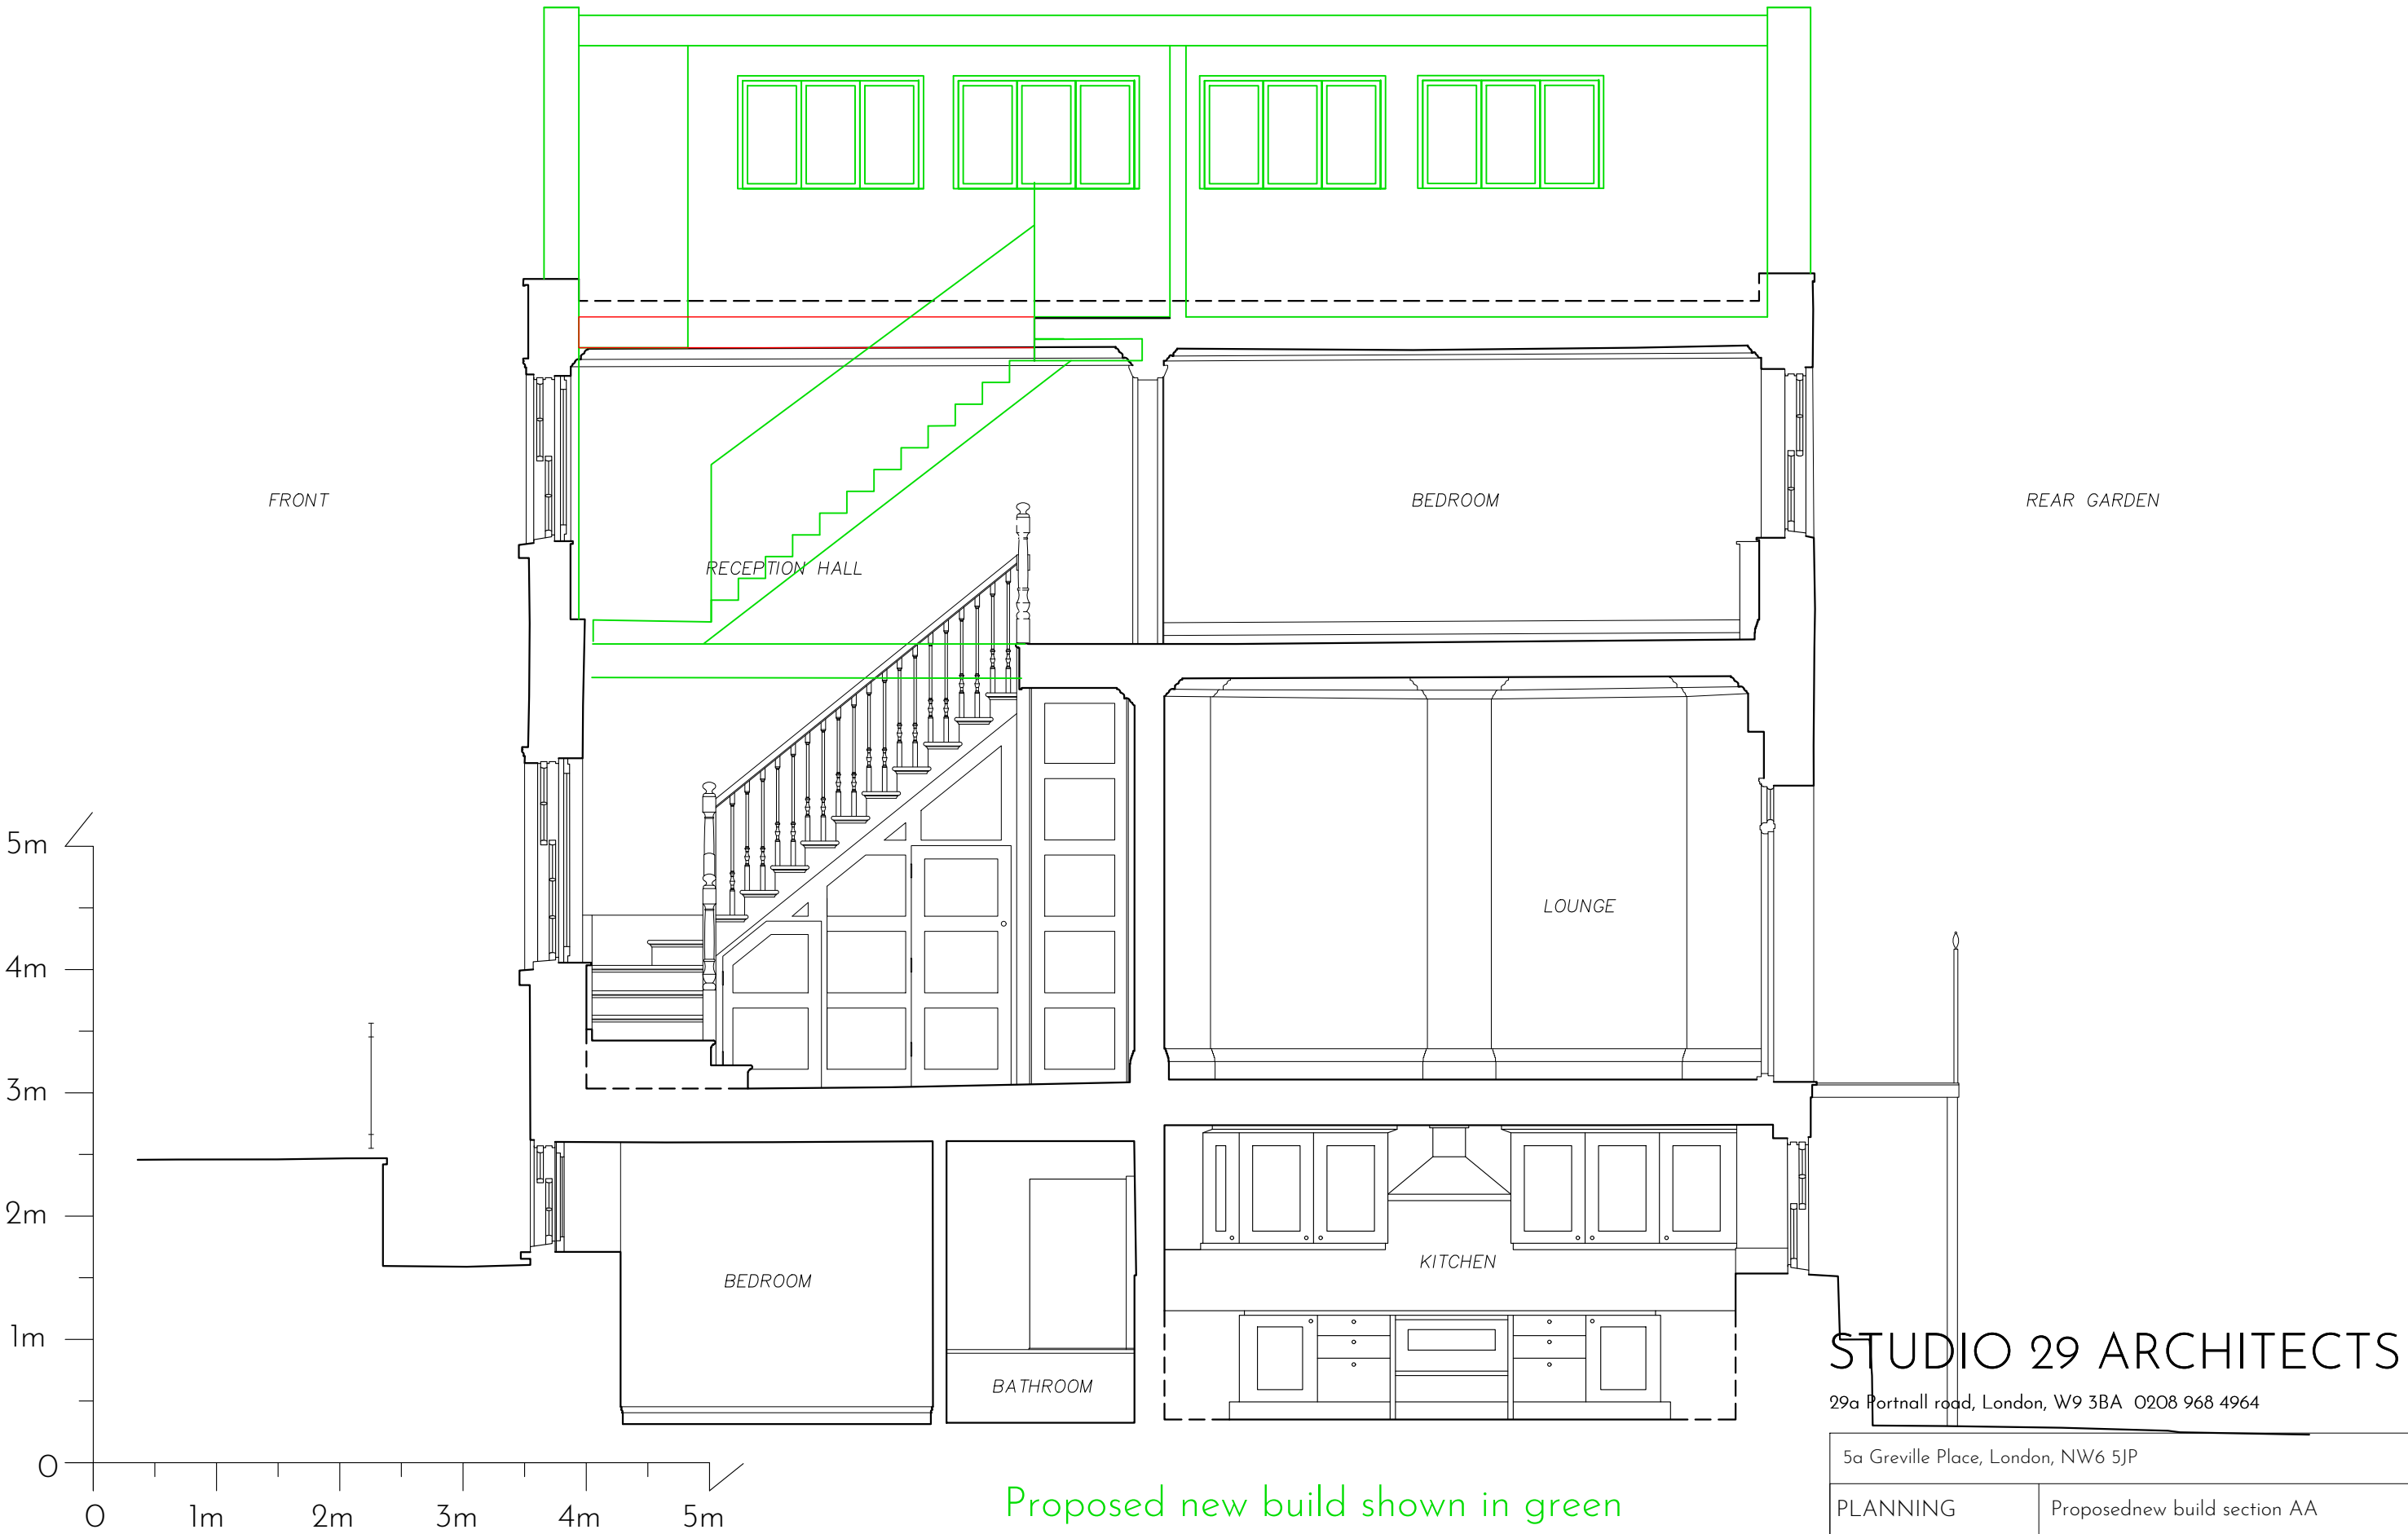 FRONT
BEDROOM
REAR GARDEN
RECEPTION HALL
5m
LOUNGE
4m
3m
2m
KITCHEN
BEDROOM
1m
STUDIO 29 ARCHITECTS
BATHROOM
29a Portnall road, London, W9 3BA 0208 968 4964
5a Greville Place, London, NW6 5JP
0
Proposed new build shown in green
PLANNING
Proposednew build section AA
0 1m 2m 3m 4m 5m